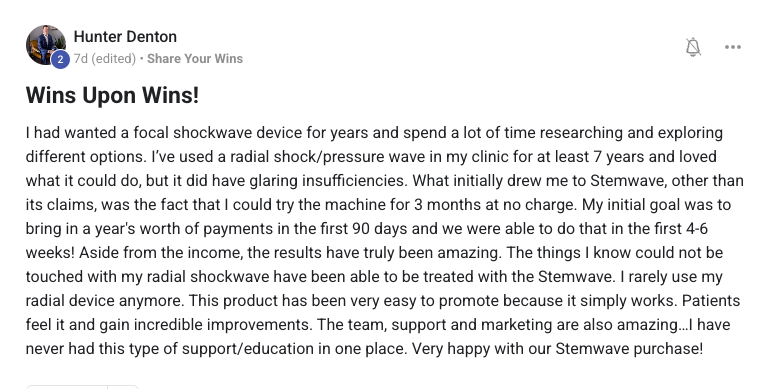 Hunter Denton
2 7d (edited) • Share Your Wins
Wins Upon Wins!
I had wanted a focal shockwave device for years and spend a lot of time researching and exploring
different options. I’ve used a radial shock/pressure wave in my clinic for at least 7 years and loved
what it could do, but it did have glaring insufficiencies. What initially drew me to Stemwave, other than
its claims, was the fact that I could try the machine for 3 months at no charge. My initial goal was to
bring in a year's worth of payments in the first 90 days and we were able to do that in the first 4-6
weeks! Aside from the income, the results have truly been amazing. The things I know could not be
touched with my radial shockwave have been able to be treated with the Stemwave. I rarely use my
radial device anymore. This product has been very easy to promote because it simply works. Patients
feel it and gain incredible improvements. The team, support and marketing are also amazing…I have
never had this type of support/education in one place. Very happy with our Stemwave purchase!